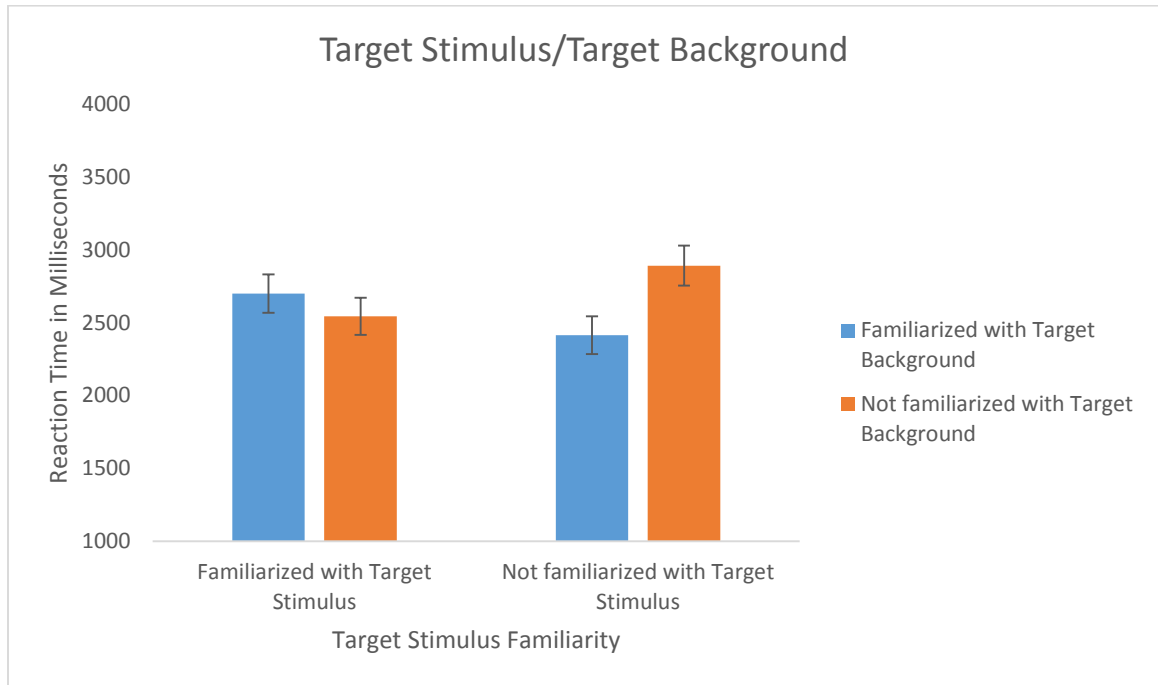 Target Stimulus/Target Background
4000
3500
3000
2500
2000
1500
1000
Reaction Time in Milliseconds
Familiarized with Target
Stimulus
Not familiarized with Target
Stimulus
Target Stimulus Familiarity
Familiarized with Target
Background
Not familiarized with Target
Background